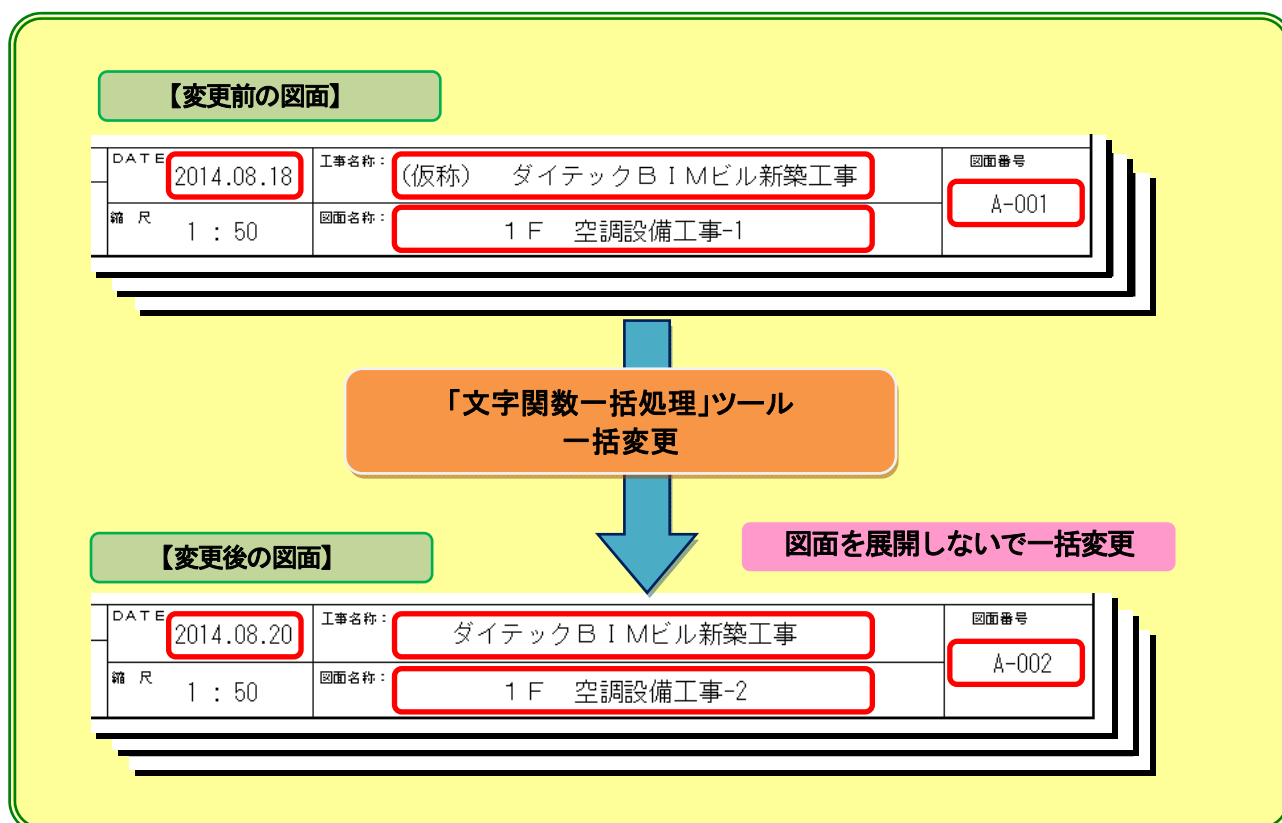 【変更前の図面】
DATE 2014.08.18 工事名称: (仮称) ダイテックＢＩＭビル新築工事 図面番号
A-001
縮 尺 1 : 50 図面名称: １Ｆ 空調設備工事-1
「文字関数一括処理」ツール
一括変更
図面を展開しないで一括変更
【変更後の図面】
DATE 2014.08.20 工事名称: ダイテックＢＩＭビル新築工事 図面番号
A-002
縮 尺 1 : 50 図面名称: １Ｆ 空調設備工事-2